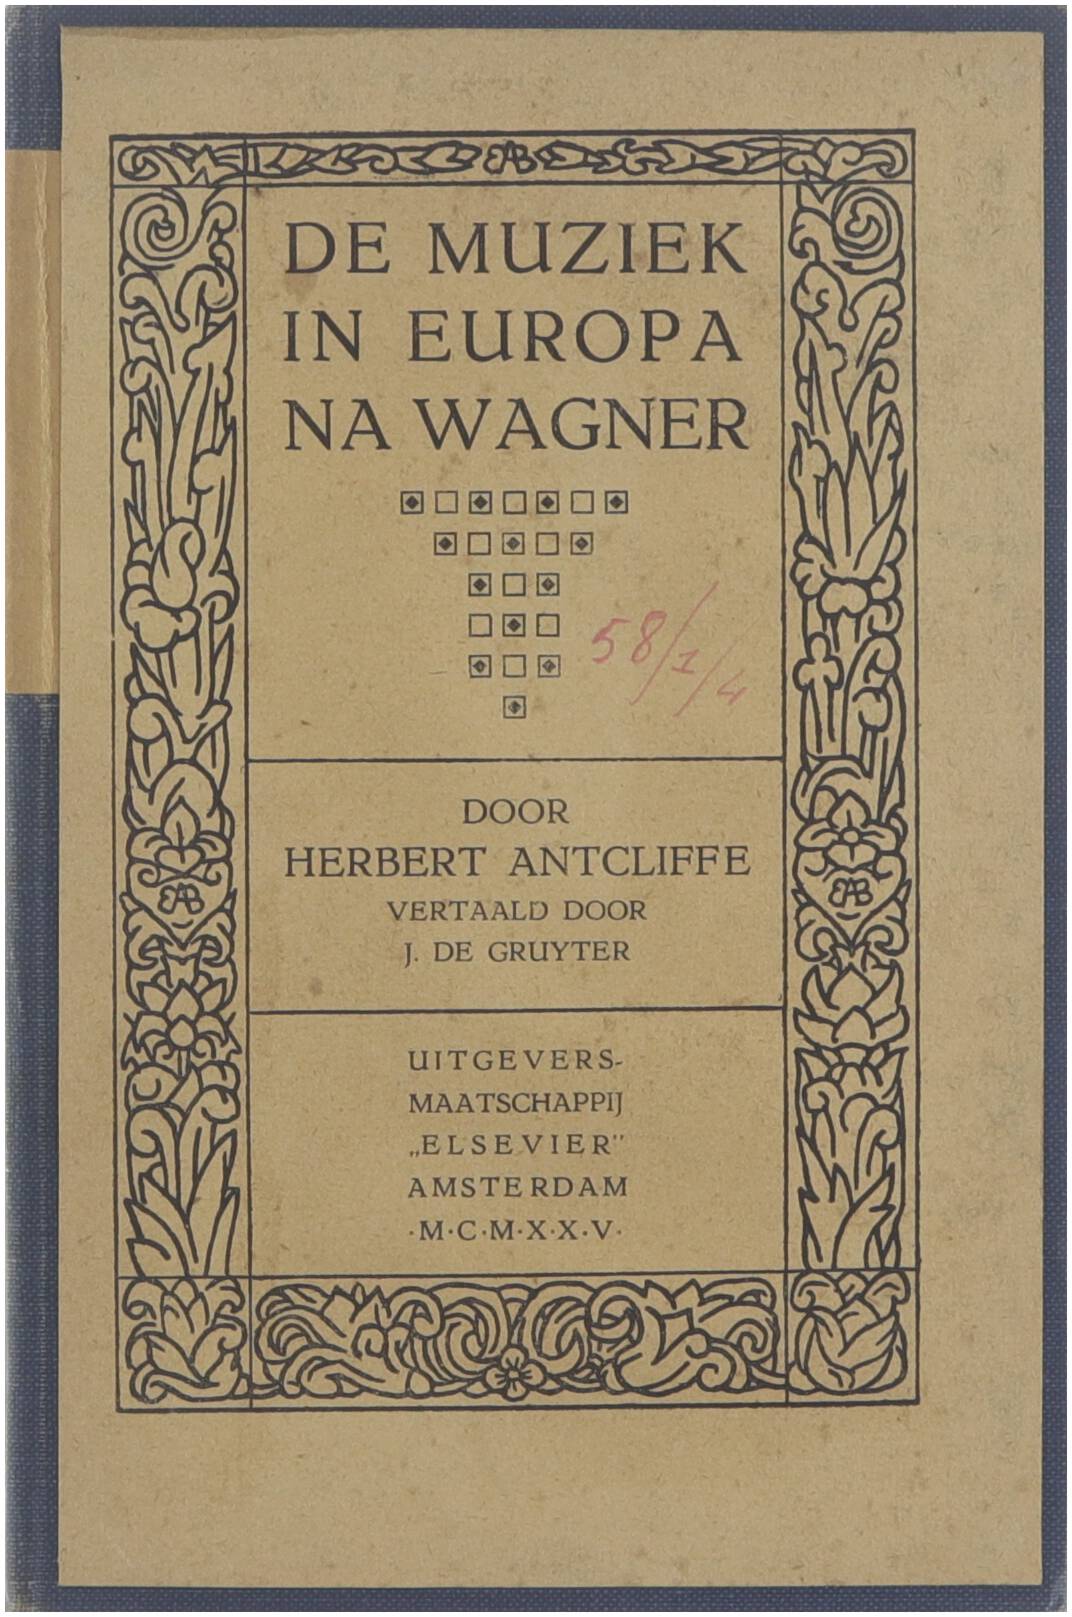 DE MUZIEK
IN EUROPA
NA WAGNER
58/1/4
DOOR
HERBERT ANTCLIFFE
VERTAALD DOOR
J. DE GRUYTER
UITGEVERS-
MAATSCHAPPIJ
„ELSEVIER”
AMSTERDAM
·M·C·M·X·X·V·